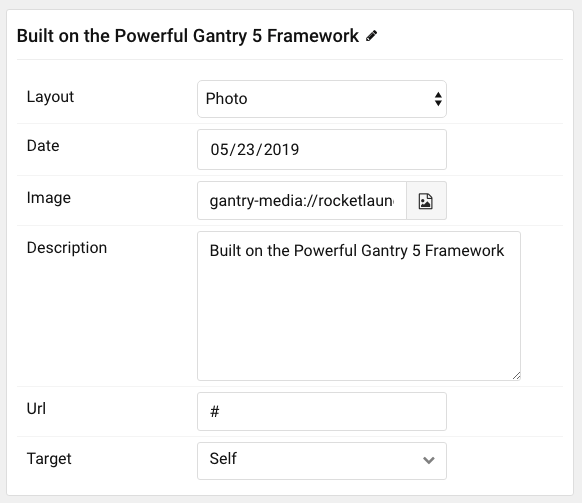 Built on the Powerful Gantry 5 Framework
Layout
Photo
Date
05/23/2019
Image
gantry-media://rocketlaun
Description
Built on the Powerful Gantry 5 Framework
Url
#
Target
Self